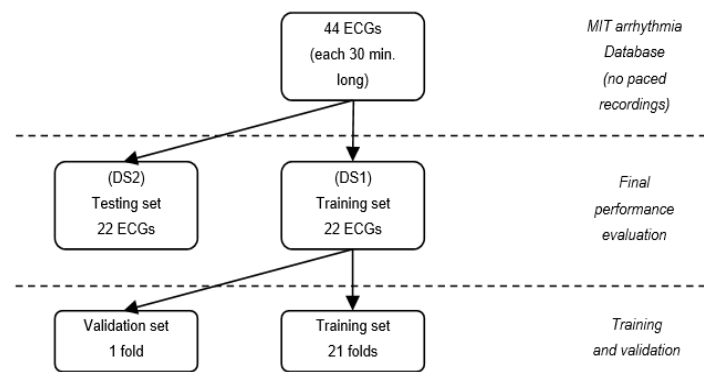 44 ECGs
(each 30 min.
long)
MIT arrhythmia
Database
(no paced
recordings)
(DS2)
Testing set
22 ECGs
(DS1)
Training set
22 ECGs
Final
performance
evaluation
Validation set
1 fold
Training set
21 folds
Training
and validation